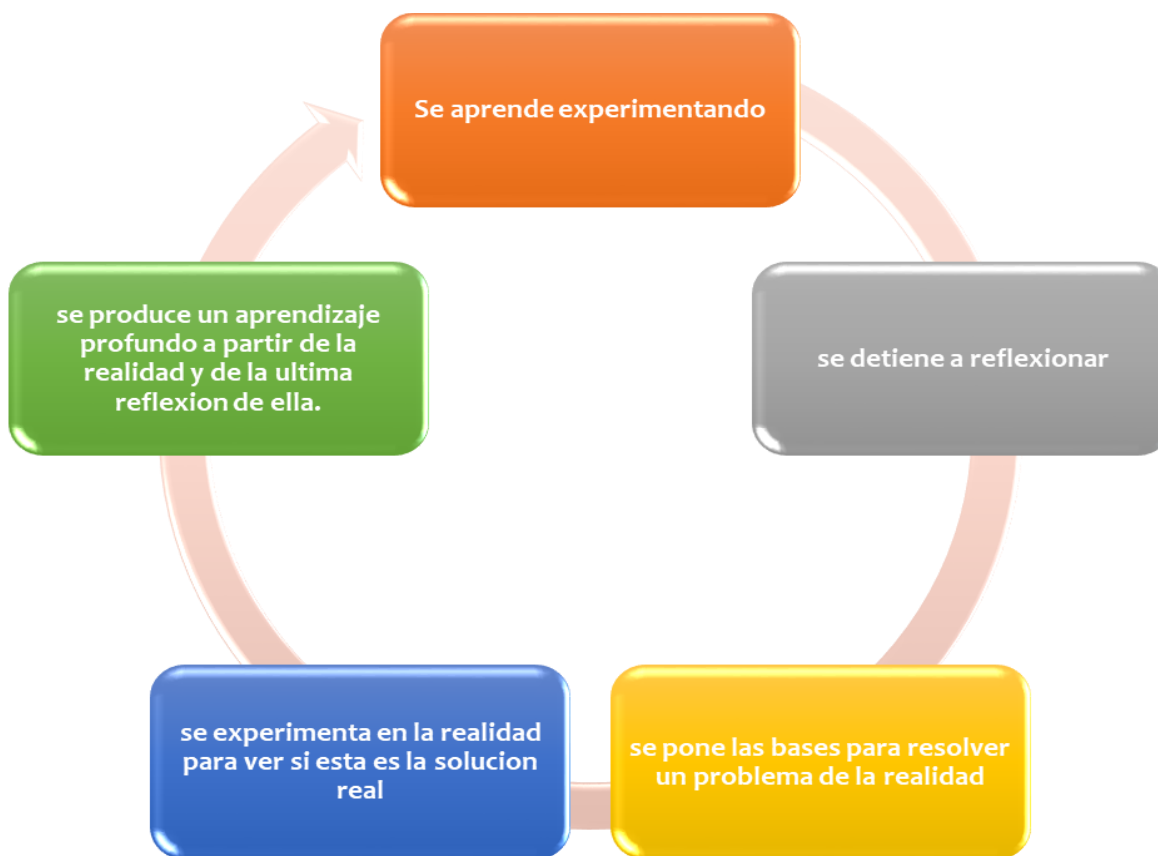 Se aprende experimentando
se detiene a reflexionar
se pone las bases para resolver
un problema de la realidad
se experimenta en la realidad
para ver si esta es la solucion
real
se produce un aprendizaje
profundo a partir de la
realidad y de la ultima
reflexion de ella.